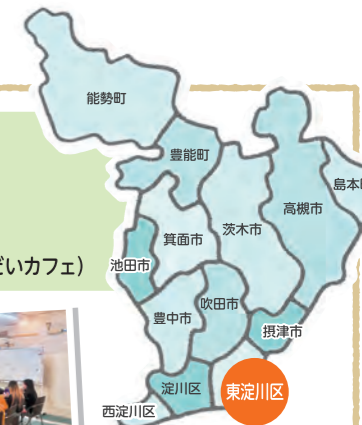 能勢町
豊能町
島本
高槻市
茨木市
箕面市
池田市
だいカフェ)
吹田市
豊中市
摂津市
淀川区
東淀川区
西淀川区